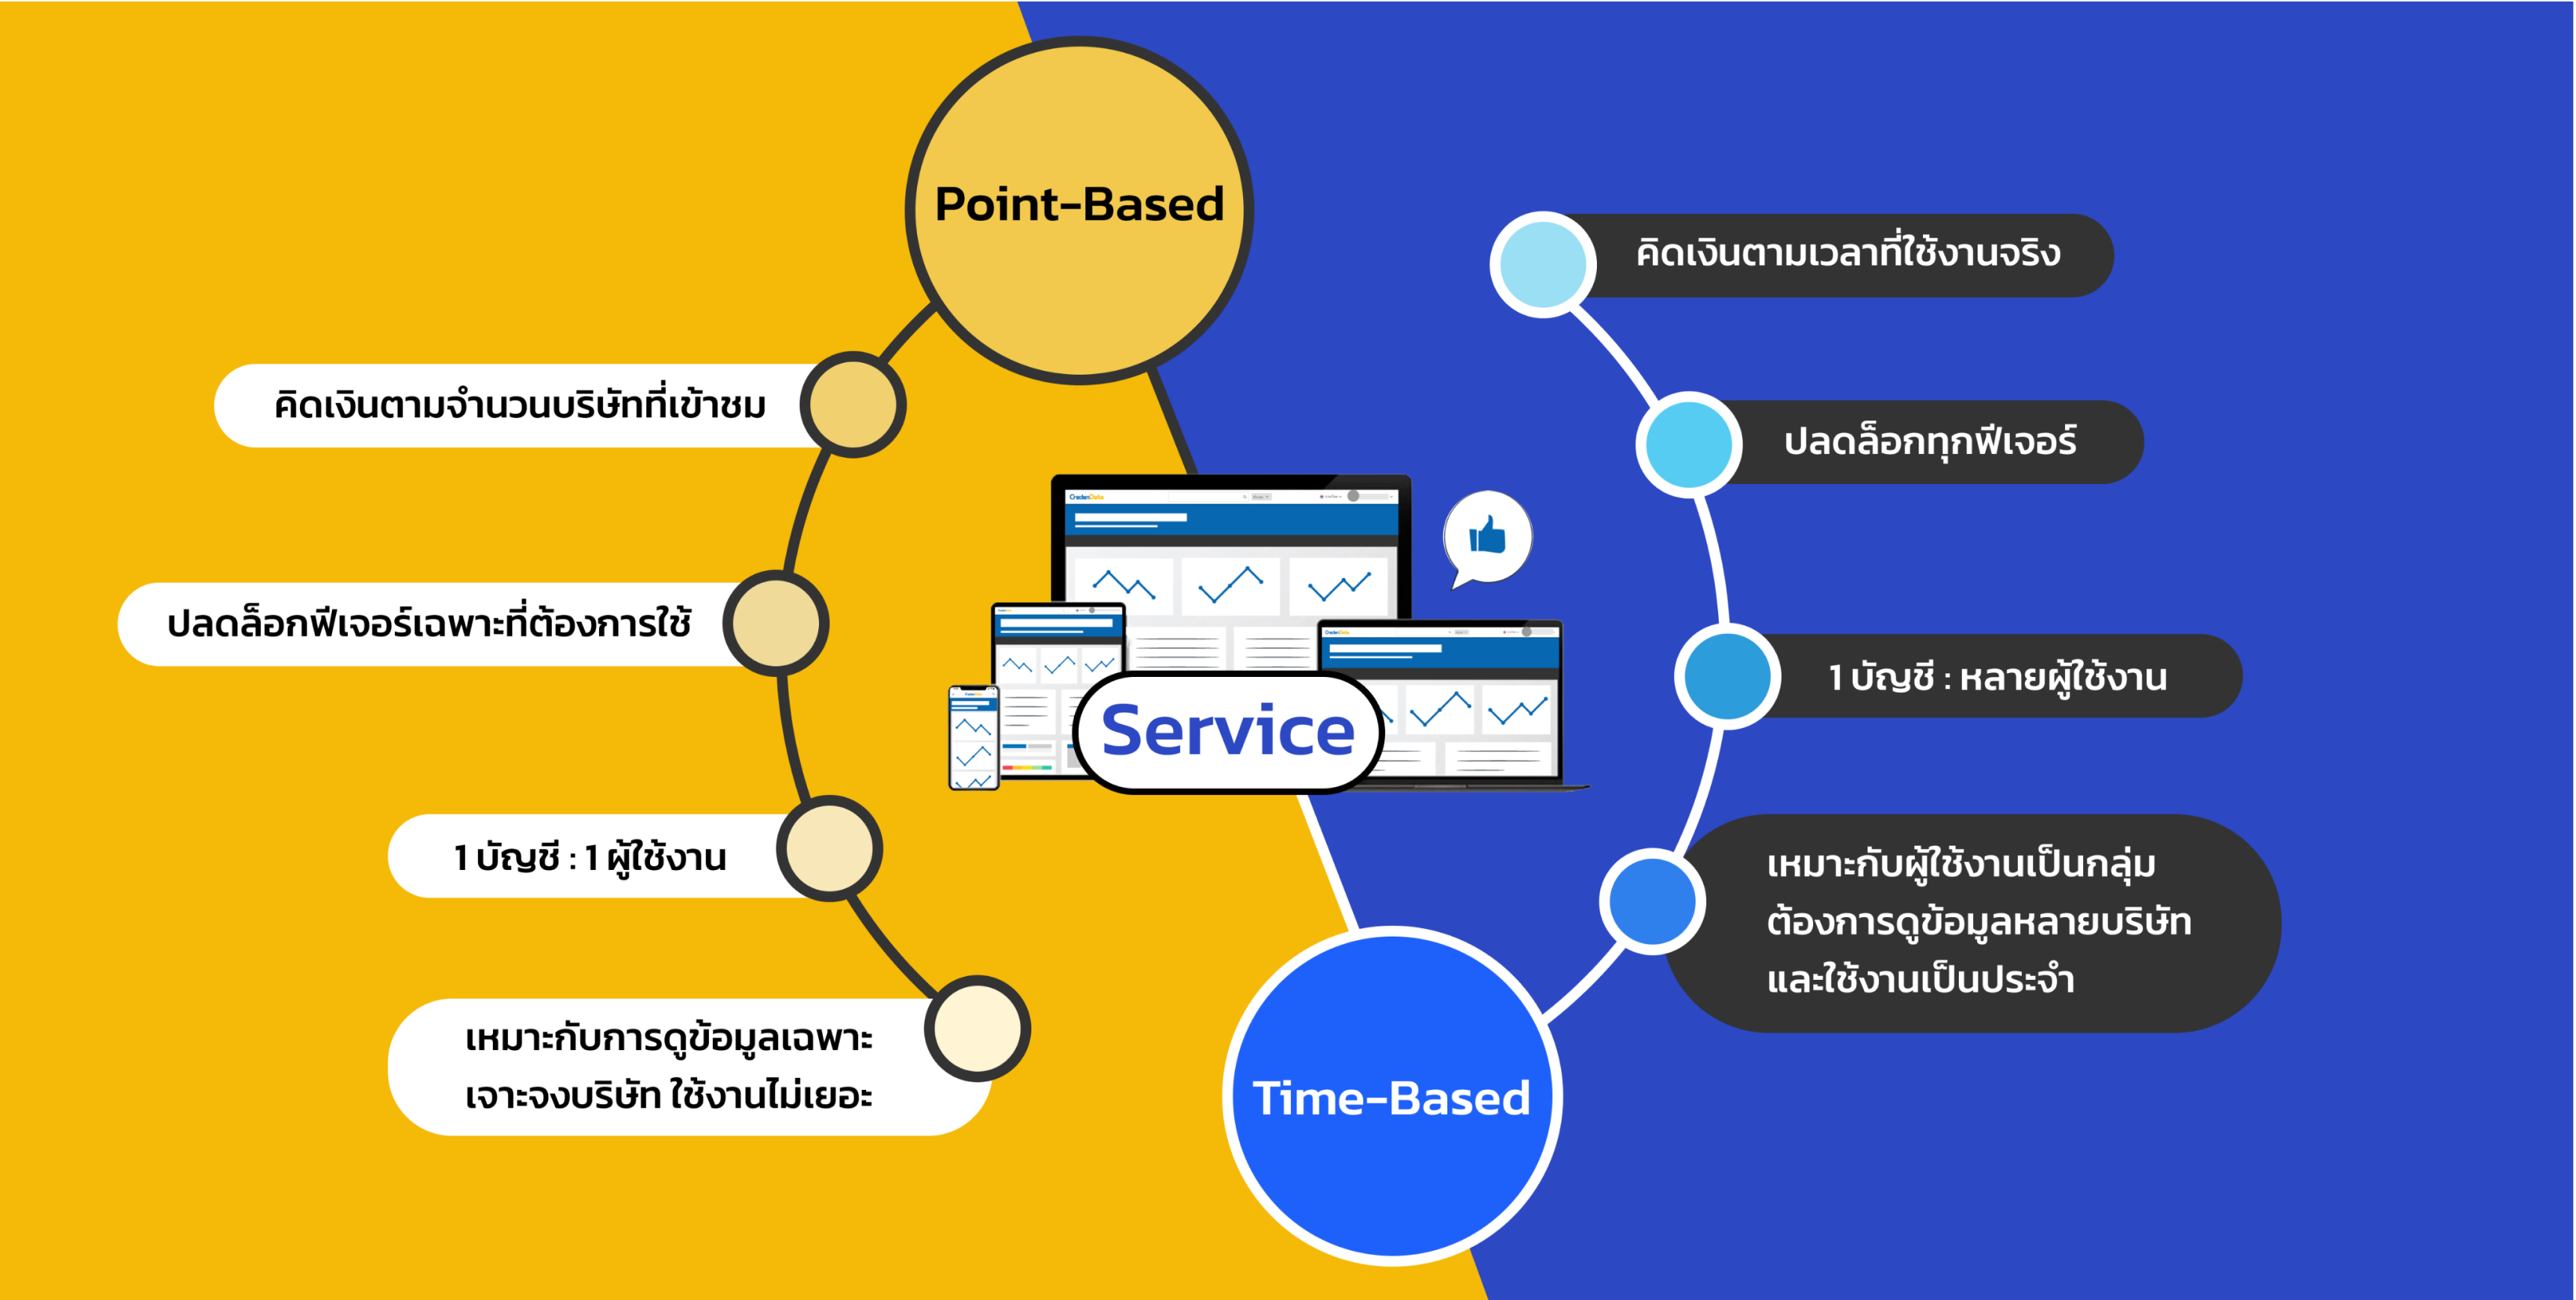 Point-Based
คิดเงินตามจำนวนบริษัทที่เข้าชม
ปลดล็อกฟีเจอร์เฉพาะที่ต้องการใช้
1 บัญชี : 1 ผู้ใช้งาน
เหมาะกับการดูข้อมูลเฉพาะ
เจาะจงบริษัท ใช้งานไม่เยอะ
CredenData
Service
คิดเงินตามเวลาที่ใช้งานจริง
ปลดล็อกทุกฟีเจอร์
1 บัญชี : หลายผู้ใช้งาน
เหมาะกับผู้ใช้งานเป็นกลุ่ม
ต้องการดูข้อมูลหลายบริษัท
และใช้งานเป็นประจำ
Time-Based